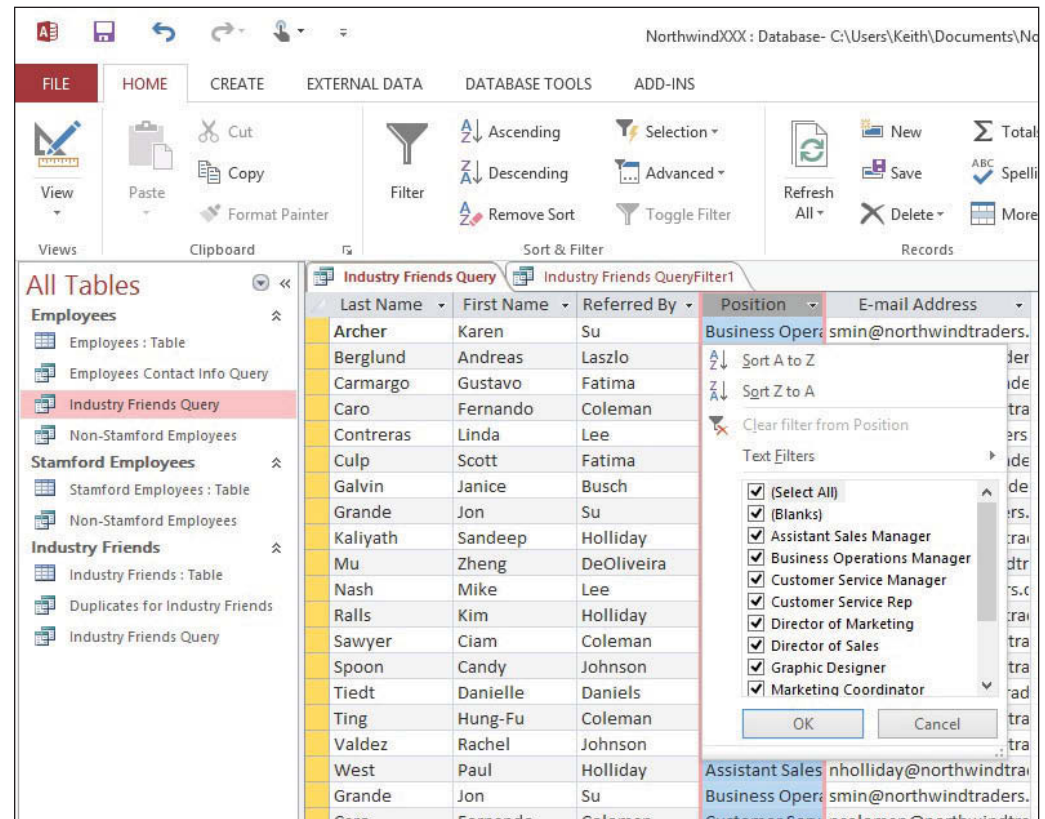 NorthwindXXX : Database- C:\Users\Keith\Documents\No
FILE HOME CREATE EXTERNAL DATA DATABASE TOOLS ADD-INS
View
Views
Paste
Cut
Copy
Format Painter
Clipboard
Filter
Ascending
Descending
Remove Sort
Selection
Advanced
Toggle Filter
Sort & Filter
Refresh
All
New
Save
Delete
Totals
Spelli
More
Records
All Tables
Employees
Employees : Table
Employees Contact Info Query
Industry Friends Query
Non-Stamford Employees
Stamford Employees
Stamford Employees : Table
Non-Stamford Employees
Industry Friends
Industry Friends : Table
Duplicates for Industry Friends
Industry Friends Query
Industry Friends Query Industry Friends QueryFilter1
Last Name First Name Referred By Position E-mail Address
Archer Karen Su Business Opera smin@northwindtraders.
Berglund Andreas Laszlo
Carmargo Gustavo Fatima
Caro Fernando Coleman
Contreras Linda Lee
Culp Scott Fatima
Galvin Janice Busch
Grande Jon Su
Kaliyath Sandeep Holliday
Mu Zheng DeOliveira
Nash Mike Lee
Ralls Kim Holliday
Sawyer Ciam Coleman
Spoon Candy Johnson
Tiedt Danielle Daniels
Ting Hung-Fu Coleman
Valdez Rachel Johnson
West Paul Holliday Assistant Sales nholliday@northwindtra
Grande Jon Su Business Opera smin@northwindtraders.
Sort A to Z
Sort Z to A
Clear filter from Position
Text Filters
(Select All)
(Blanks)
Assistant Sales Manager
Business Operations Manager
Customer Service Manager
Customer Service Rep
Director of Marketing
Director of Sales
Graphic Designer
Marketing Coordinator
OK Cancel